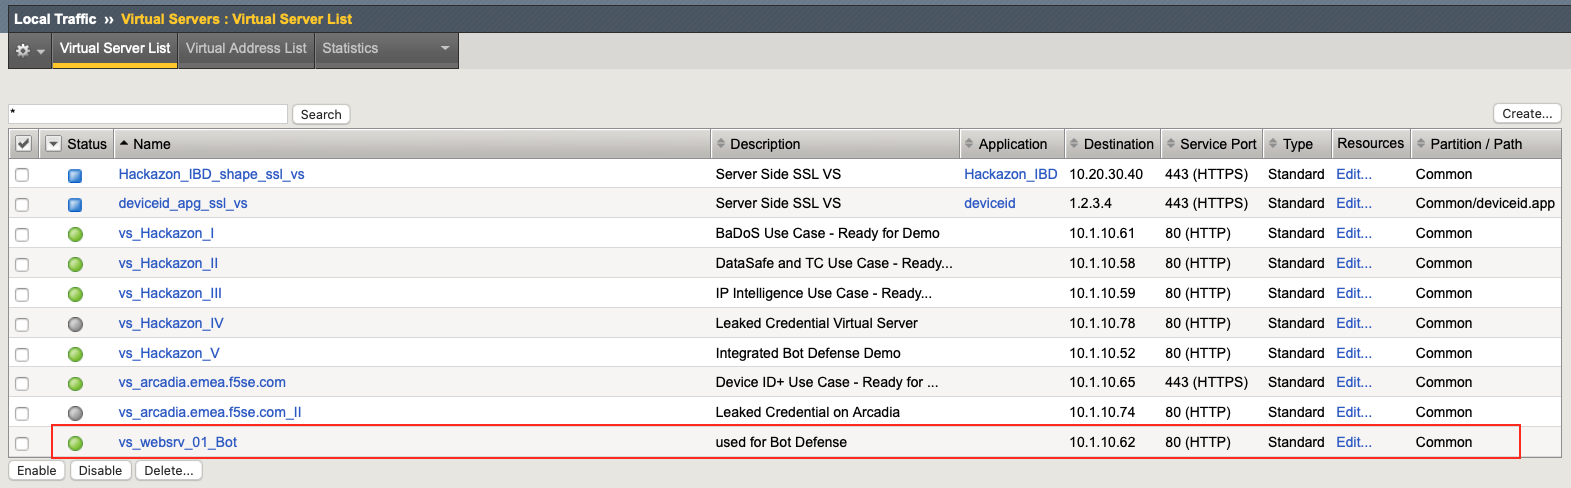 Local Traffic ›› Virtual Servers : Virtual Server List
Virtual Server List Virtual Address List Statistics
* Search Create...
Status Name Description Application Destination Service Port Type Resources Partition / Path
Hackazon_IBD_shape_ssl_vs Server Side SSL VS Hackazon_IBD 10.20.30.40 443 (HTTPS) Standard Edit... Common
deviceid_apg_ssl_vs Server Side SSL VS deviceid 1.2.3.4 443 (HTTPS) Standard Edit... Common/deviceid.app
vs_Hackazon_I BaDoS Use Case - Ready for Demo 10.1.10.61 80 (HTTP) Standard Edit... Common
vs_Hackazon_II DataSafe and TC Use Case - Ready... 10.1.10.58 80 (HTTP) Standard Edit... Common
vs_Hackazon_III IP Intelligence Use Case - Ready... 10.1.10.59 80 (HTTP) Standard Edit... Common
vs_Hackazon_IV Leaked Credential Virtual Server 10.1.10.78 80 (HTTP) Standard Edit... Common
vs_Hackazon_V Integrated Bot Defense Demo 10.1.10.52 80 (HTTP) Standard Edit... Common
vs_arcadia.emea.f5se.com Device ID+ Use Case - Ready for ... 10.1.10.65 443 (HTTPS) Standard Edit... Common
vs_arcadia.emea.f5se.com_II Leaked Credential on Arcadia 10.1.10.74 80 (HTTP) Standard Edit... Common
vs_websrv_01_Bot used for Bot Defense 10.1.10.62 80 (HTTP) Standard Edit... Common
Enable Disable Delete...